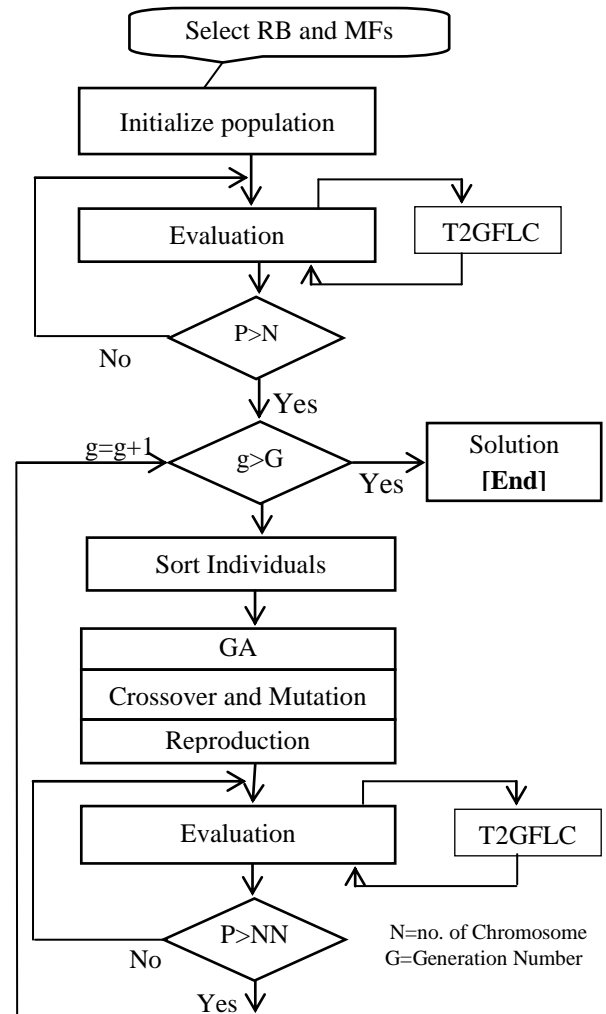 Select RB and MFs
Initialize population
Evaluation
T2GFLC
P>N
No
Yes
g=g+1
g>G
Yes
Solution
[End]
Sort Individuals
GA
Crossover and Mutation
Reproduction
Evaluation
T2GFLC
P>NN
No
Yes
N=no. of Chromosome
G=Generation Number